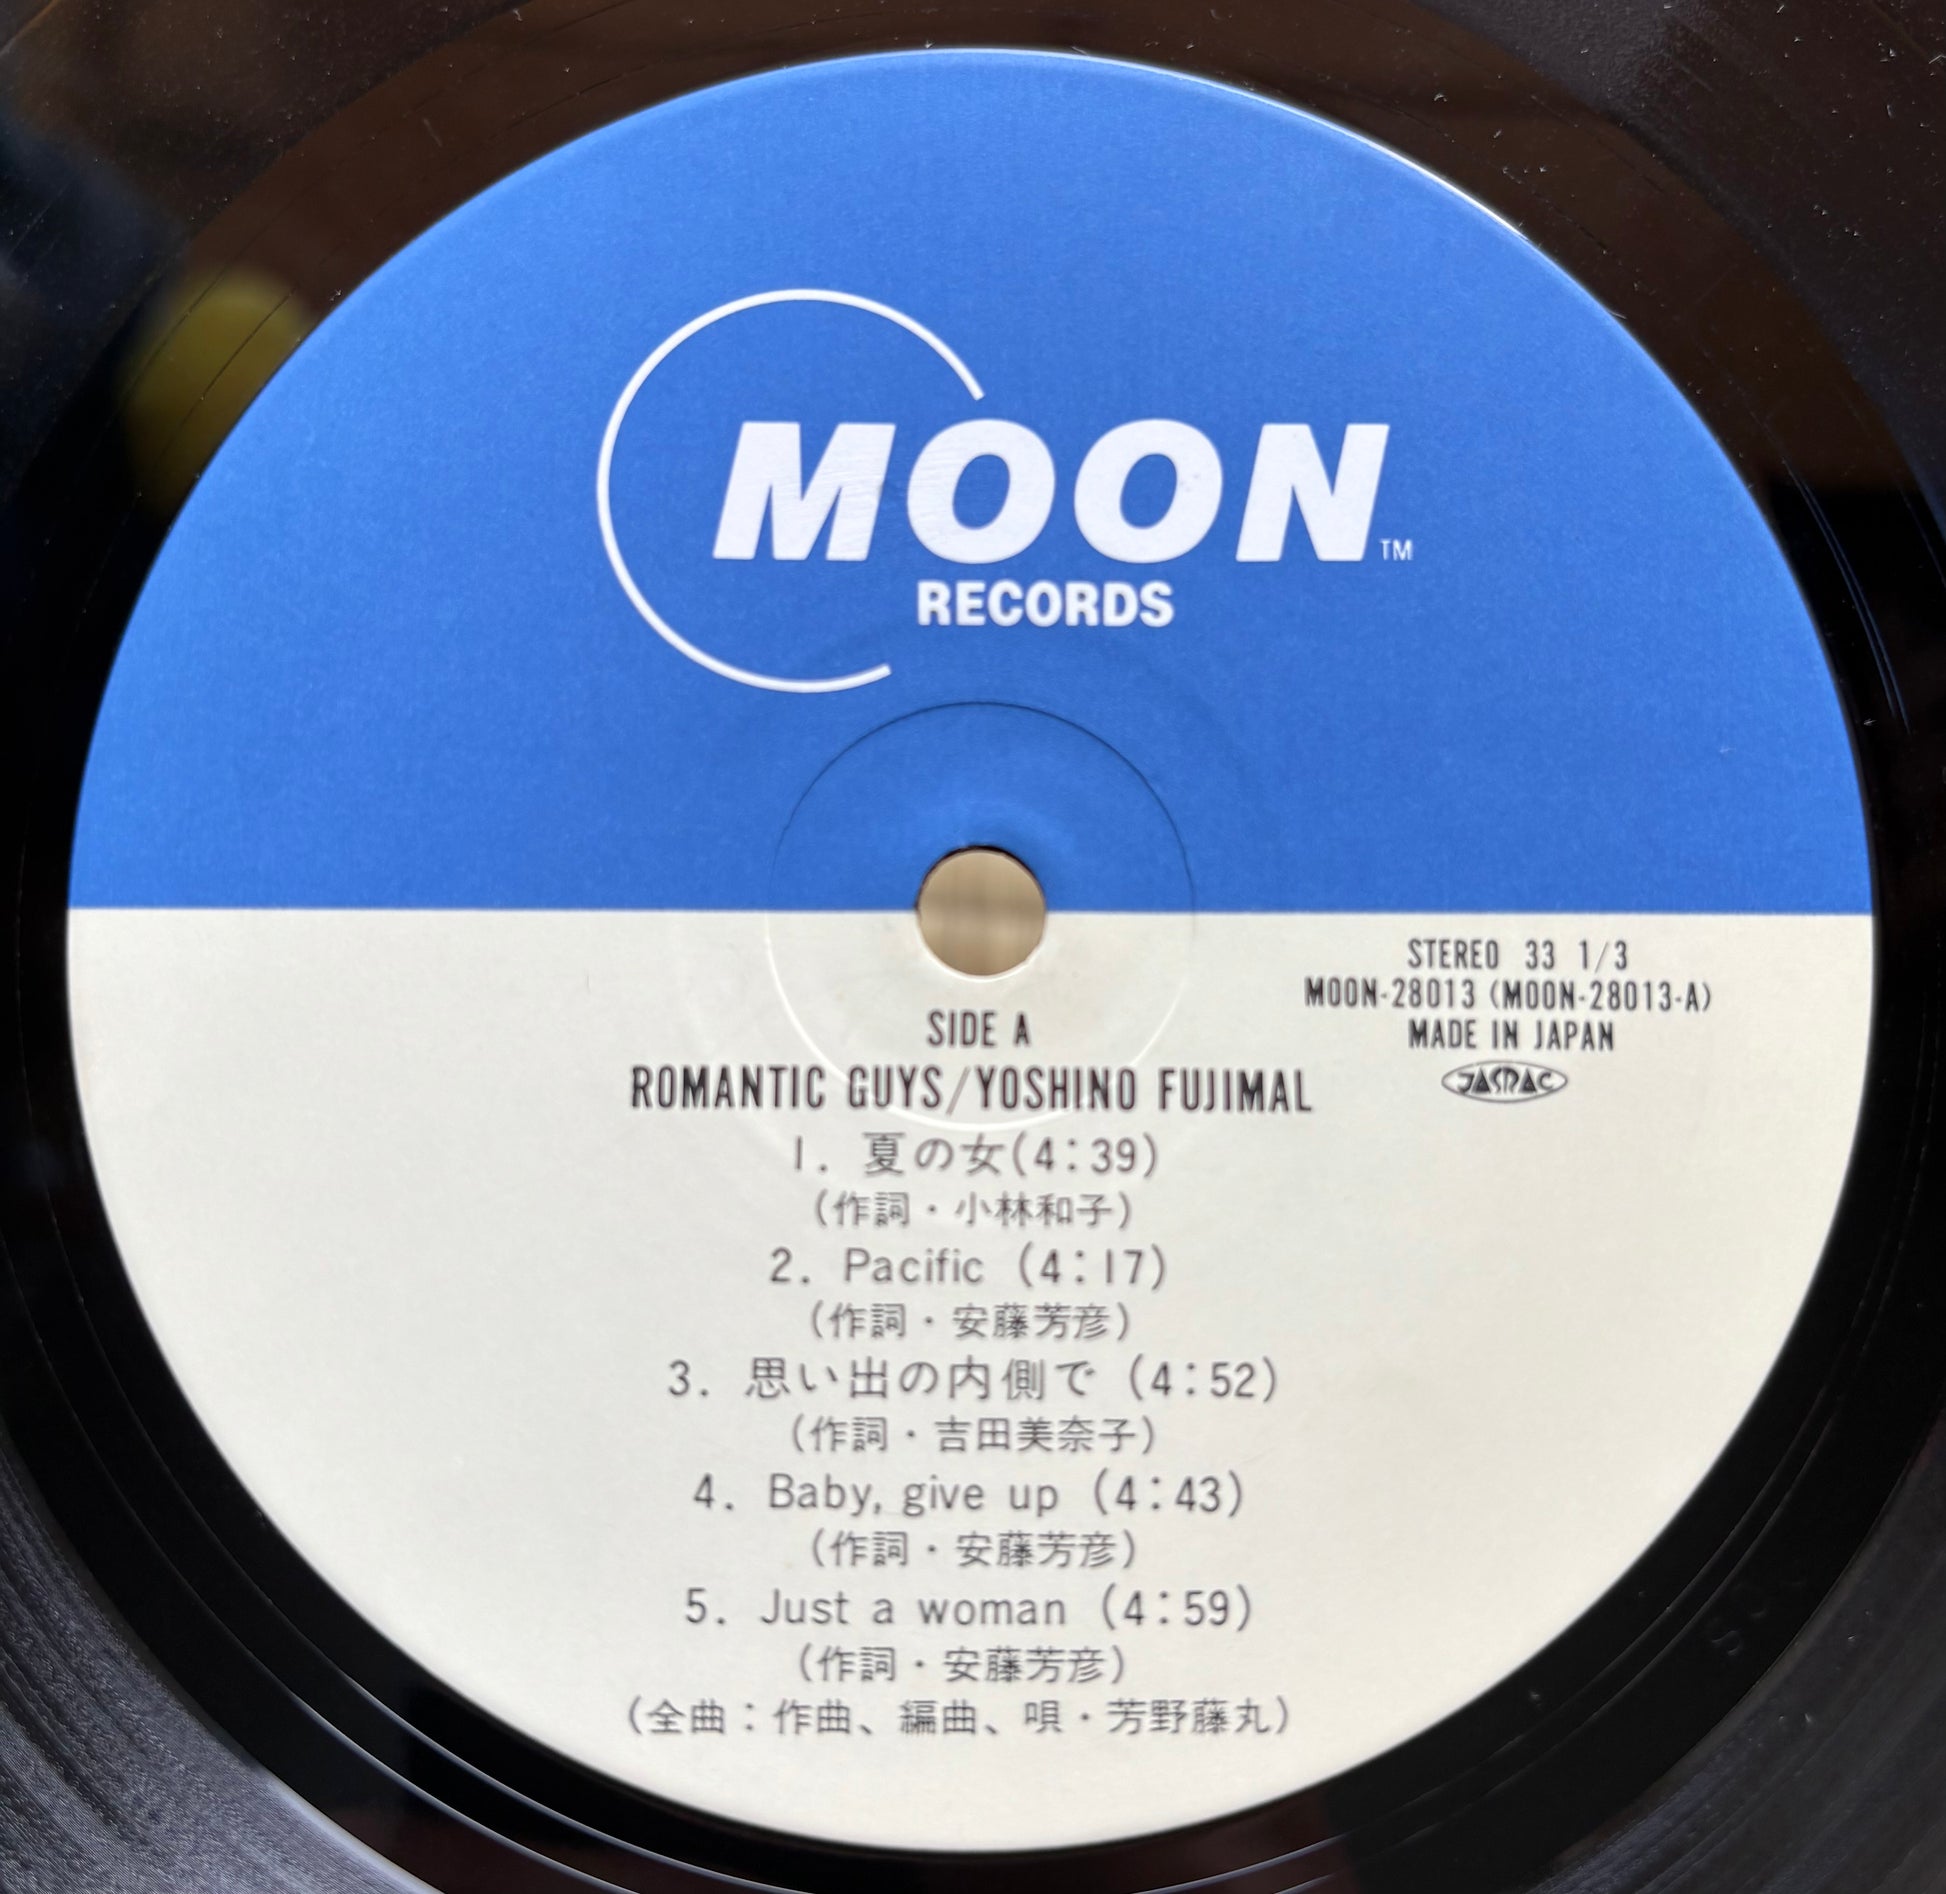 MOON TM
RECORDS
STEREO 33 1/3
MOON-28013 (MOON-28013-A)
MADE IN JAPAN
JASRAC
SIDE A
ROMANTIC GUYS/YOSHINO FUJIMAL
1. 夏の女(4:39)
(作詞・小林和子)
2. Pacific (4:17)
(作詞・安藤芳彦)
3. 思い出の内側で (4:52)
(作詞・吉田美奈子)
4. Baby, give up (4:43)
(作詞・安藤芳彦)
5. Just a woman (4:59)
(作詞・安藤芳彦)
(全曲：作曲、編曲、唄・芳野藤丸)